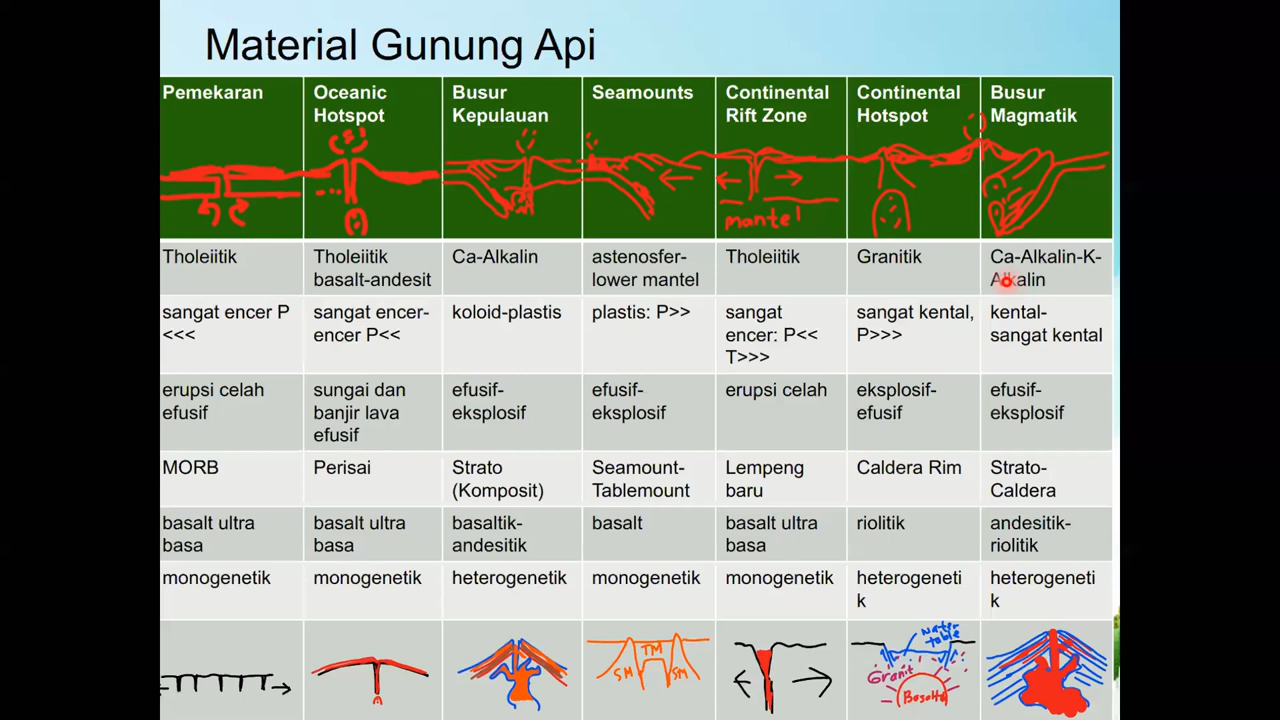 Material Gunung Api
Pemekaran
Oceanic
Hotspot
Busur
Kepulauan
Seamounts
Continental
Rift Zone
Continental
Hotspot
Busur
Magmatik
mantel
Tholeiitik
Tholeiitik
basalt-andesit
Ca-Alkalin
astenosfer-
lower mantel
Tholeiitik
Granitik
Ca-Alkalin-K-
Alkalin
sangat encer P
<<<
sangat encer-
encer P<<
koloid-plastis
plastis: P>>
sangat
encer: P<<
T>>>
sangat kental,
P>>>
kental-
sangat kental
erupsi celah
efusif
sungai dan
banjir lava
efusif
efusif-
eksplosif
efusif-
eksplosif
erupsi celah
eksplosif-
efusif
efusif-
eksplosif
MORB
Perisai
Strato
(Komposit)
Seamount-
Tablemount
Lempeng
baru
Caldera Rim
Strato-
Caldera
basalt ultra
basa
basalt ultra
basa
basaltik-
andesitik
basalt
basalt ultra
basa
riolitik
andesitik-
riolitik
monogenetik
monogenetik
heterogenetik
monogenetik
monogenetik
heterogeneti
k
heterogeneti
k
SM TM SM
water
table
Granit
Basaltic